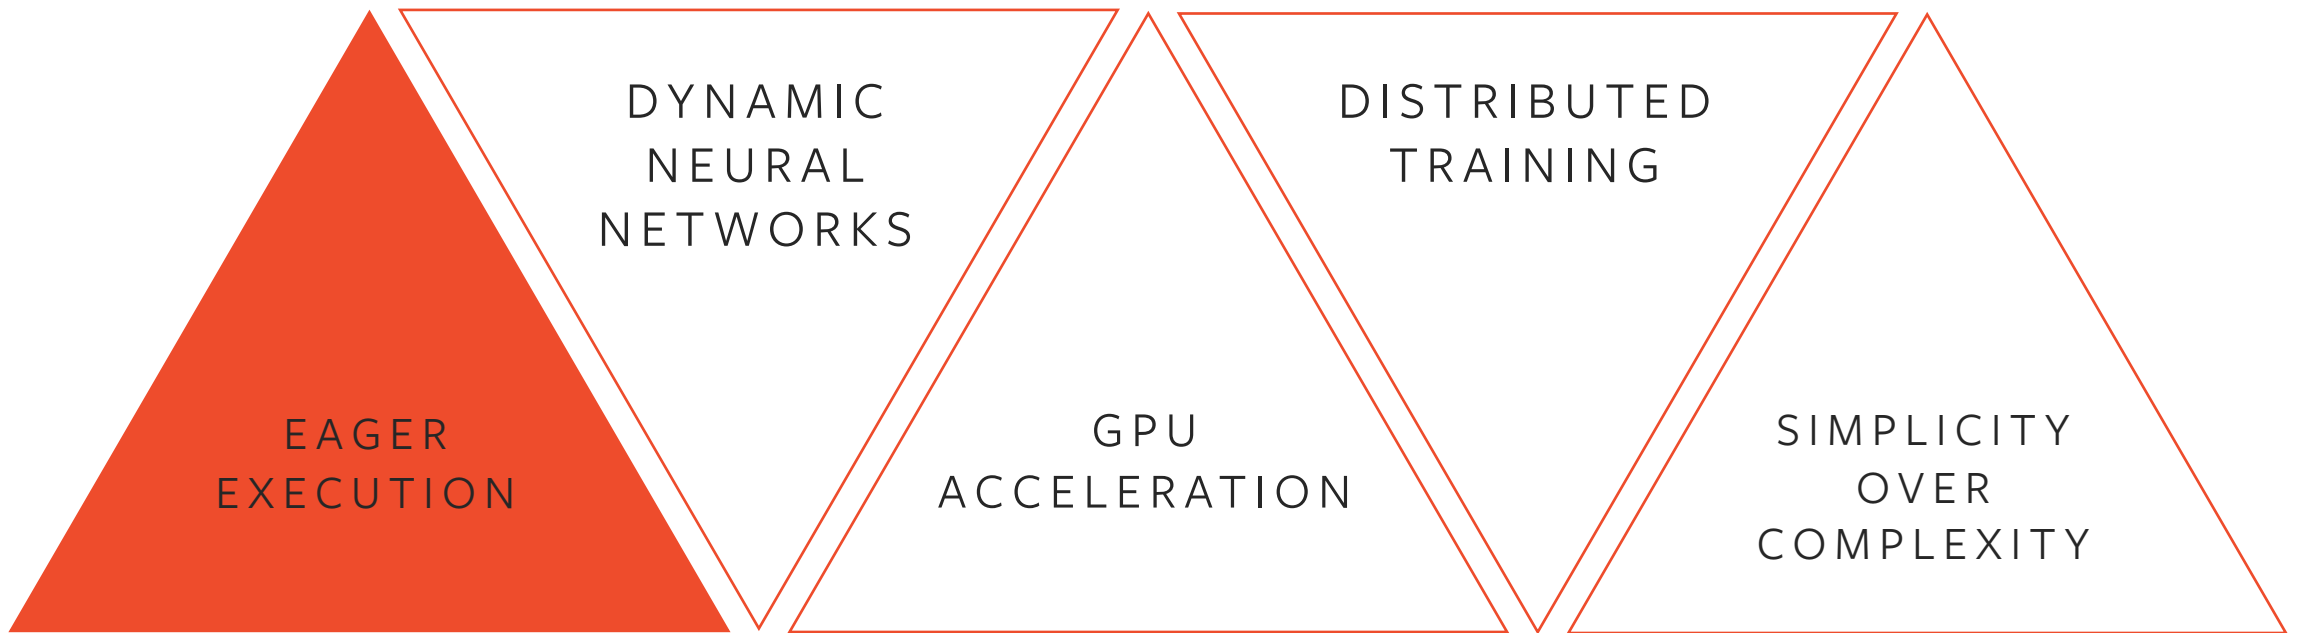 EAGER
EXECUTION
DYNAMIC
NEURAL
NETWORKS
GPU
ACCELERATION
DISTRIBUTED
TRAINING
SIMPLICITY
OVER
COMPLEXITY